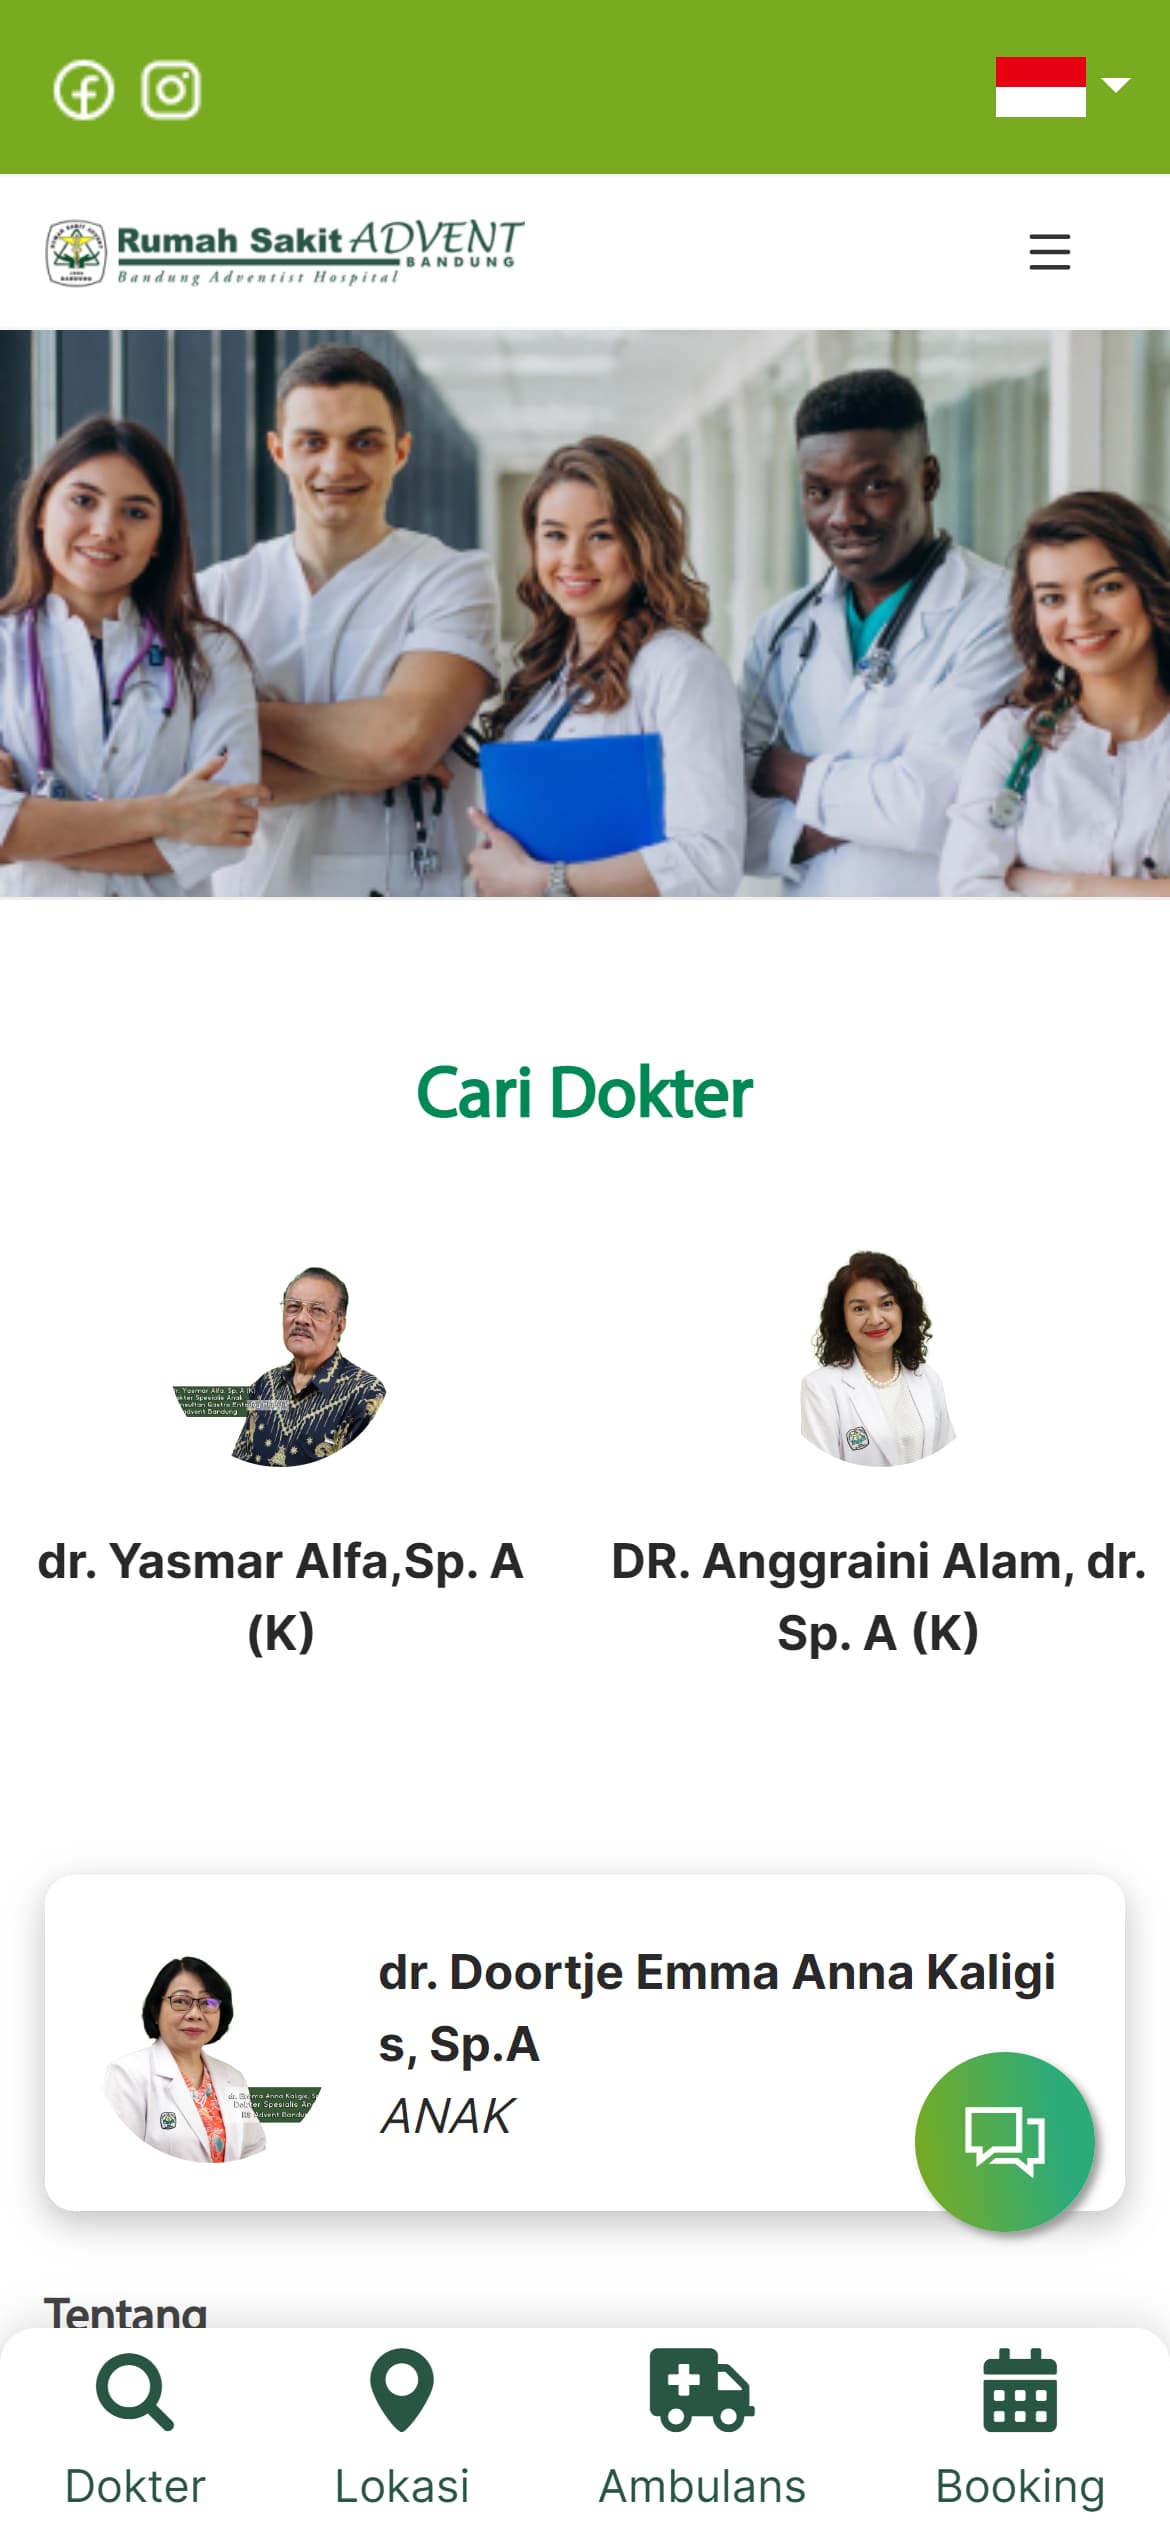 Rumah Sakit ADVENT
BANDUNG
Bandung Adventist Hospital
Cari Dokter
dr. Yasmar Alfa,Sp. A
(K)
DR. Anggraini Alam, dr.
Sp. A (K)
dr. Doortje Emma Anna Kaligi
s, Sp.A
ANAK
Tentang
Dokter
Lokasi
Ambulans
Booking